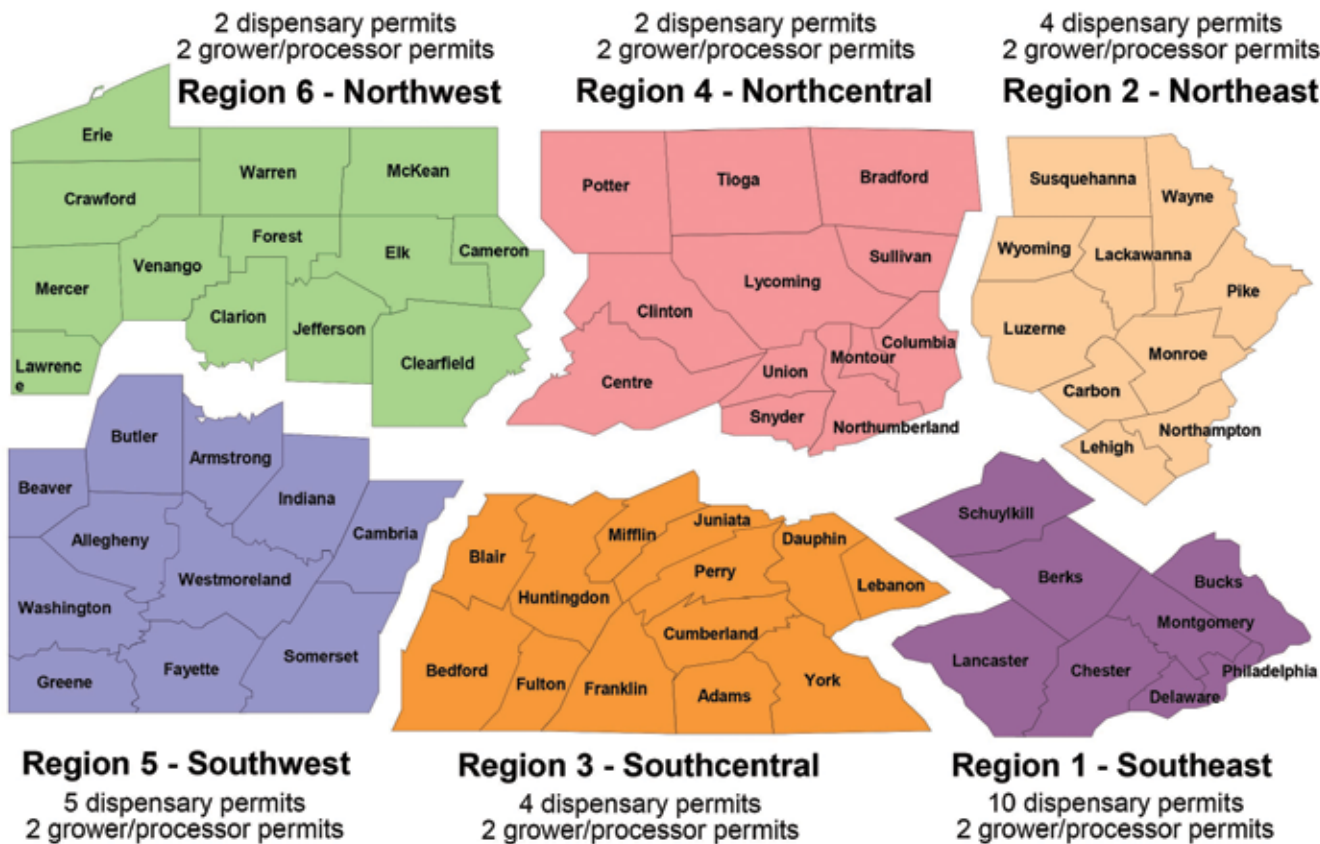 2 dispensary permits
2 grower/processor permits
Region 6 - Northwest
2 dispensary permits
2 grower/processor permits
Region 4 - Northcentral
4 dispensary permits
2 grower/processor permits
Region 2 - Northeast
Erie
Warren
McKean
Crawford
Forest
Elk
Cameron
Venango
Mercer
Clarion
Jefferson
Clearfield
Lawrenc
e
Potter
Tioga
Bradford
Sullivan
Lycoming
Clinton
Columbia
Montour
Union
Centre
Snyder
Northumberland
Susquehanna
Wayne
Wyoming
Lackawanna
Pike
Luzerne
Monroe
Carbon
Northampton
Lehigh
Butler
Armstrong
Beaver
Indiana
Cambria
Allegheny
Westmoreland
Washington
Somerset
Fayette
Greene
Mifflin
Juniata
Dauphin
Blair
Perry
Lebanon
Huntingdon
Cumberland
Bedford
Fulton
Franklin
Adams
York
Schuylkill
Berks
Bucks
Montgomery
Lancaster
Chester
Philadelphia
Delaware
Region 5 - Southwest
5 dispensary permits
2 grower/processor permits
Region 3 - Southcentral
4 dispensary permits
2 grower/processor permits
Region 1 - Southeast
10 dispensary permits
2 grower/processor permits